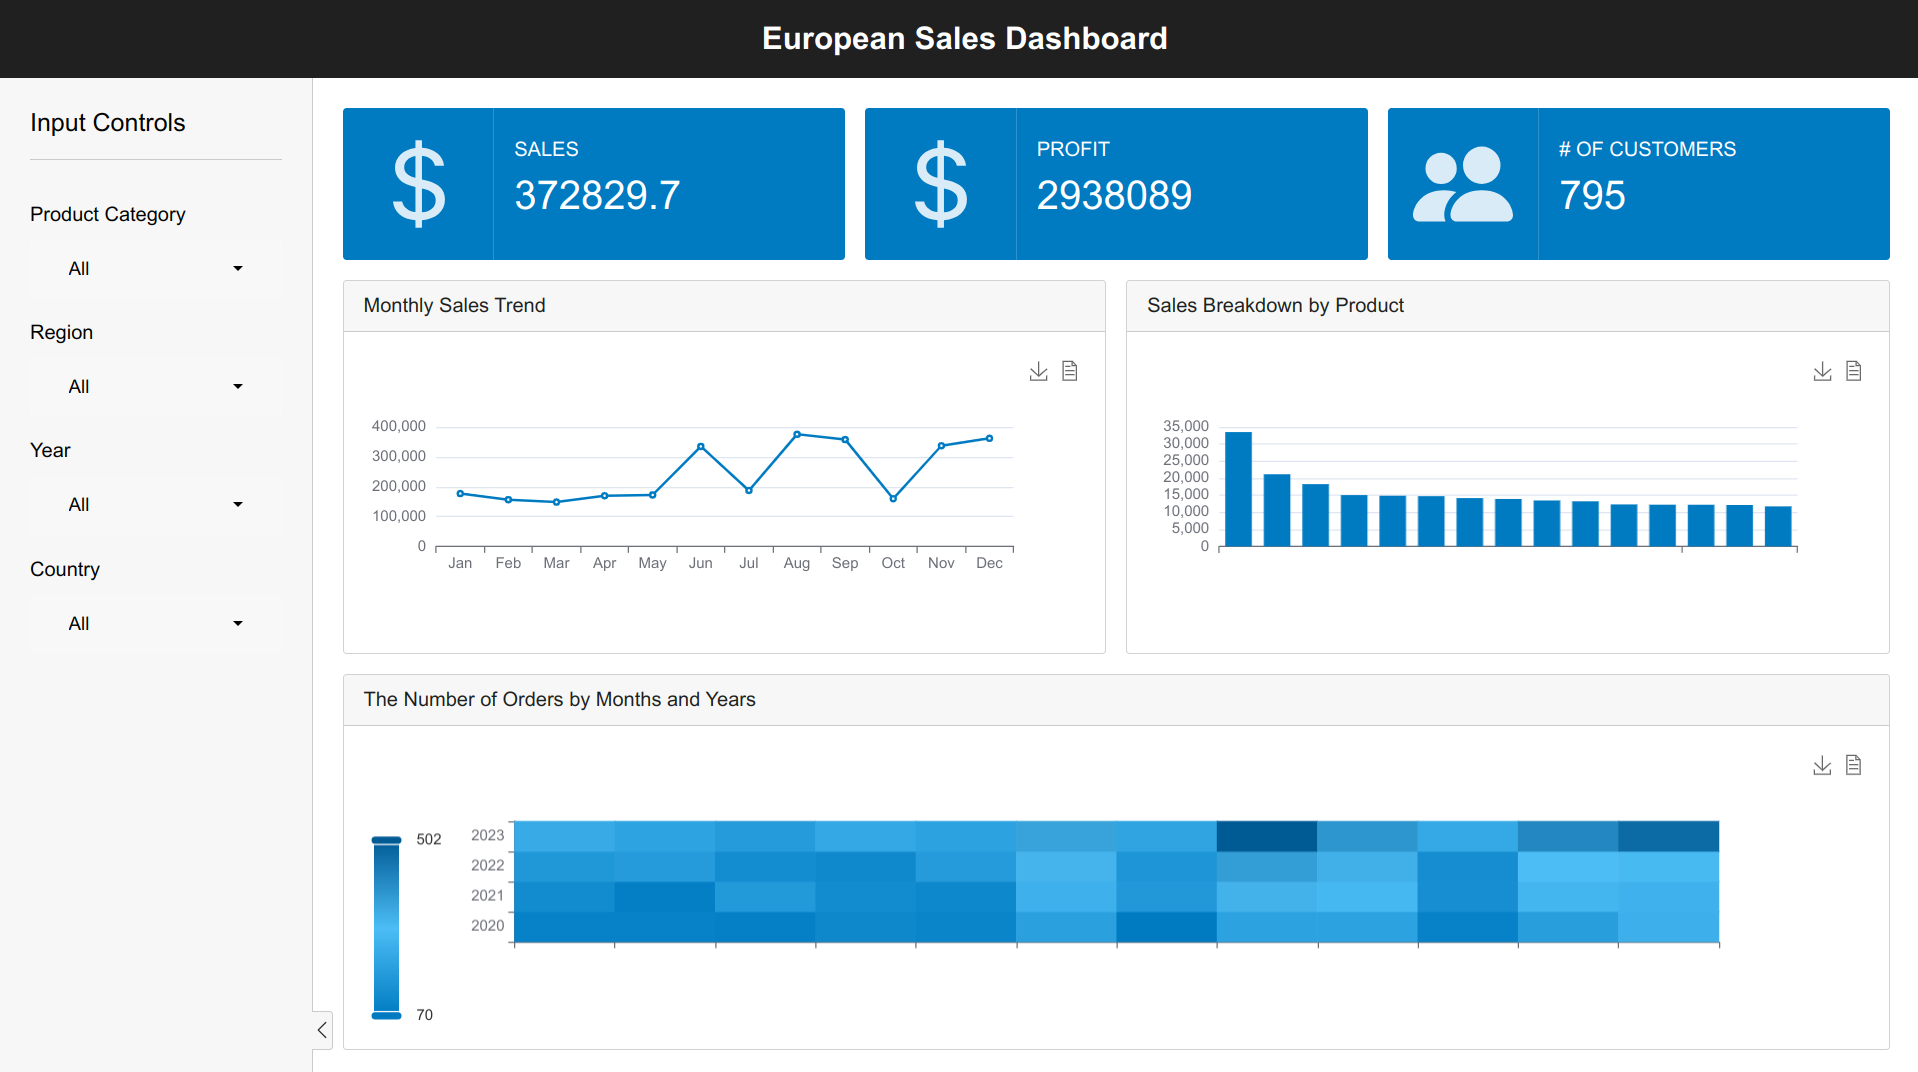 European Sales Dashboard
Input Controls
Product Category
All
Region
All
Year
All
Country
All
SALES
372829.7
PROFIT
2938089
# OF CUSTOMERS
795
Monthly Sales Trend
400,000
300,000
200,000
100,000
0
Jan Feb Mar Apr May Jun Jul Aug Sep Oct Nov Dec
Sales Breakdown by Product
35,000
30,000
25,000
20,000
15,000
10,000
5,000
0
The Number of Orders by Months and Years
502
70
2023
2022
2021
2020